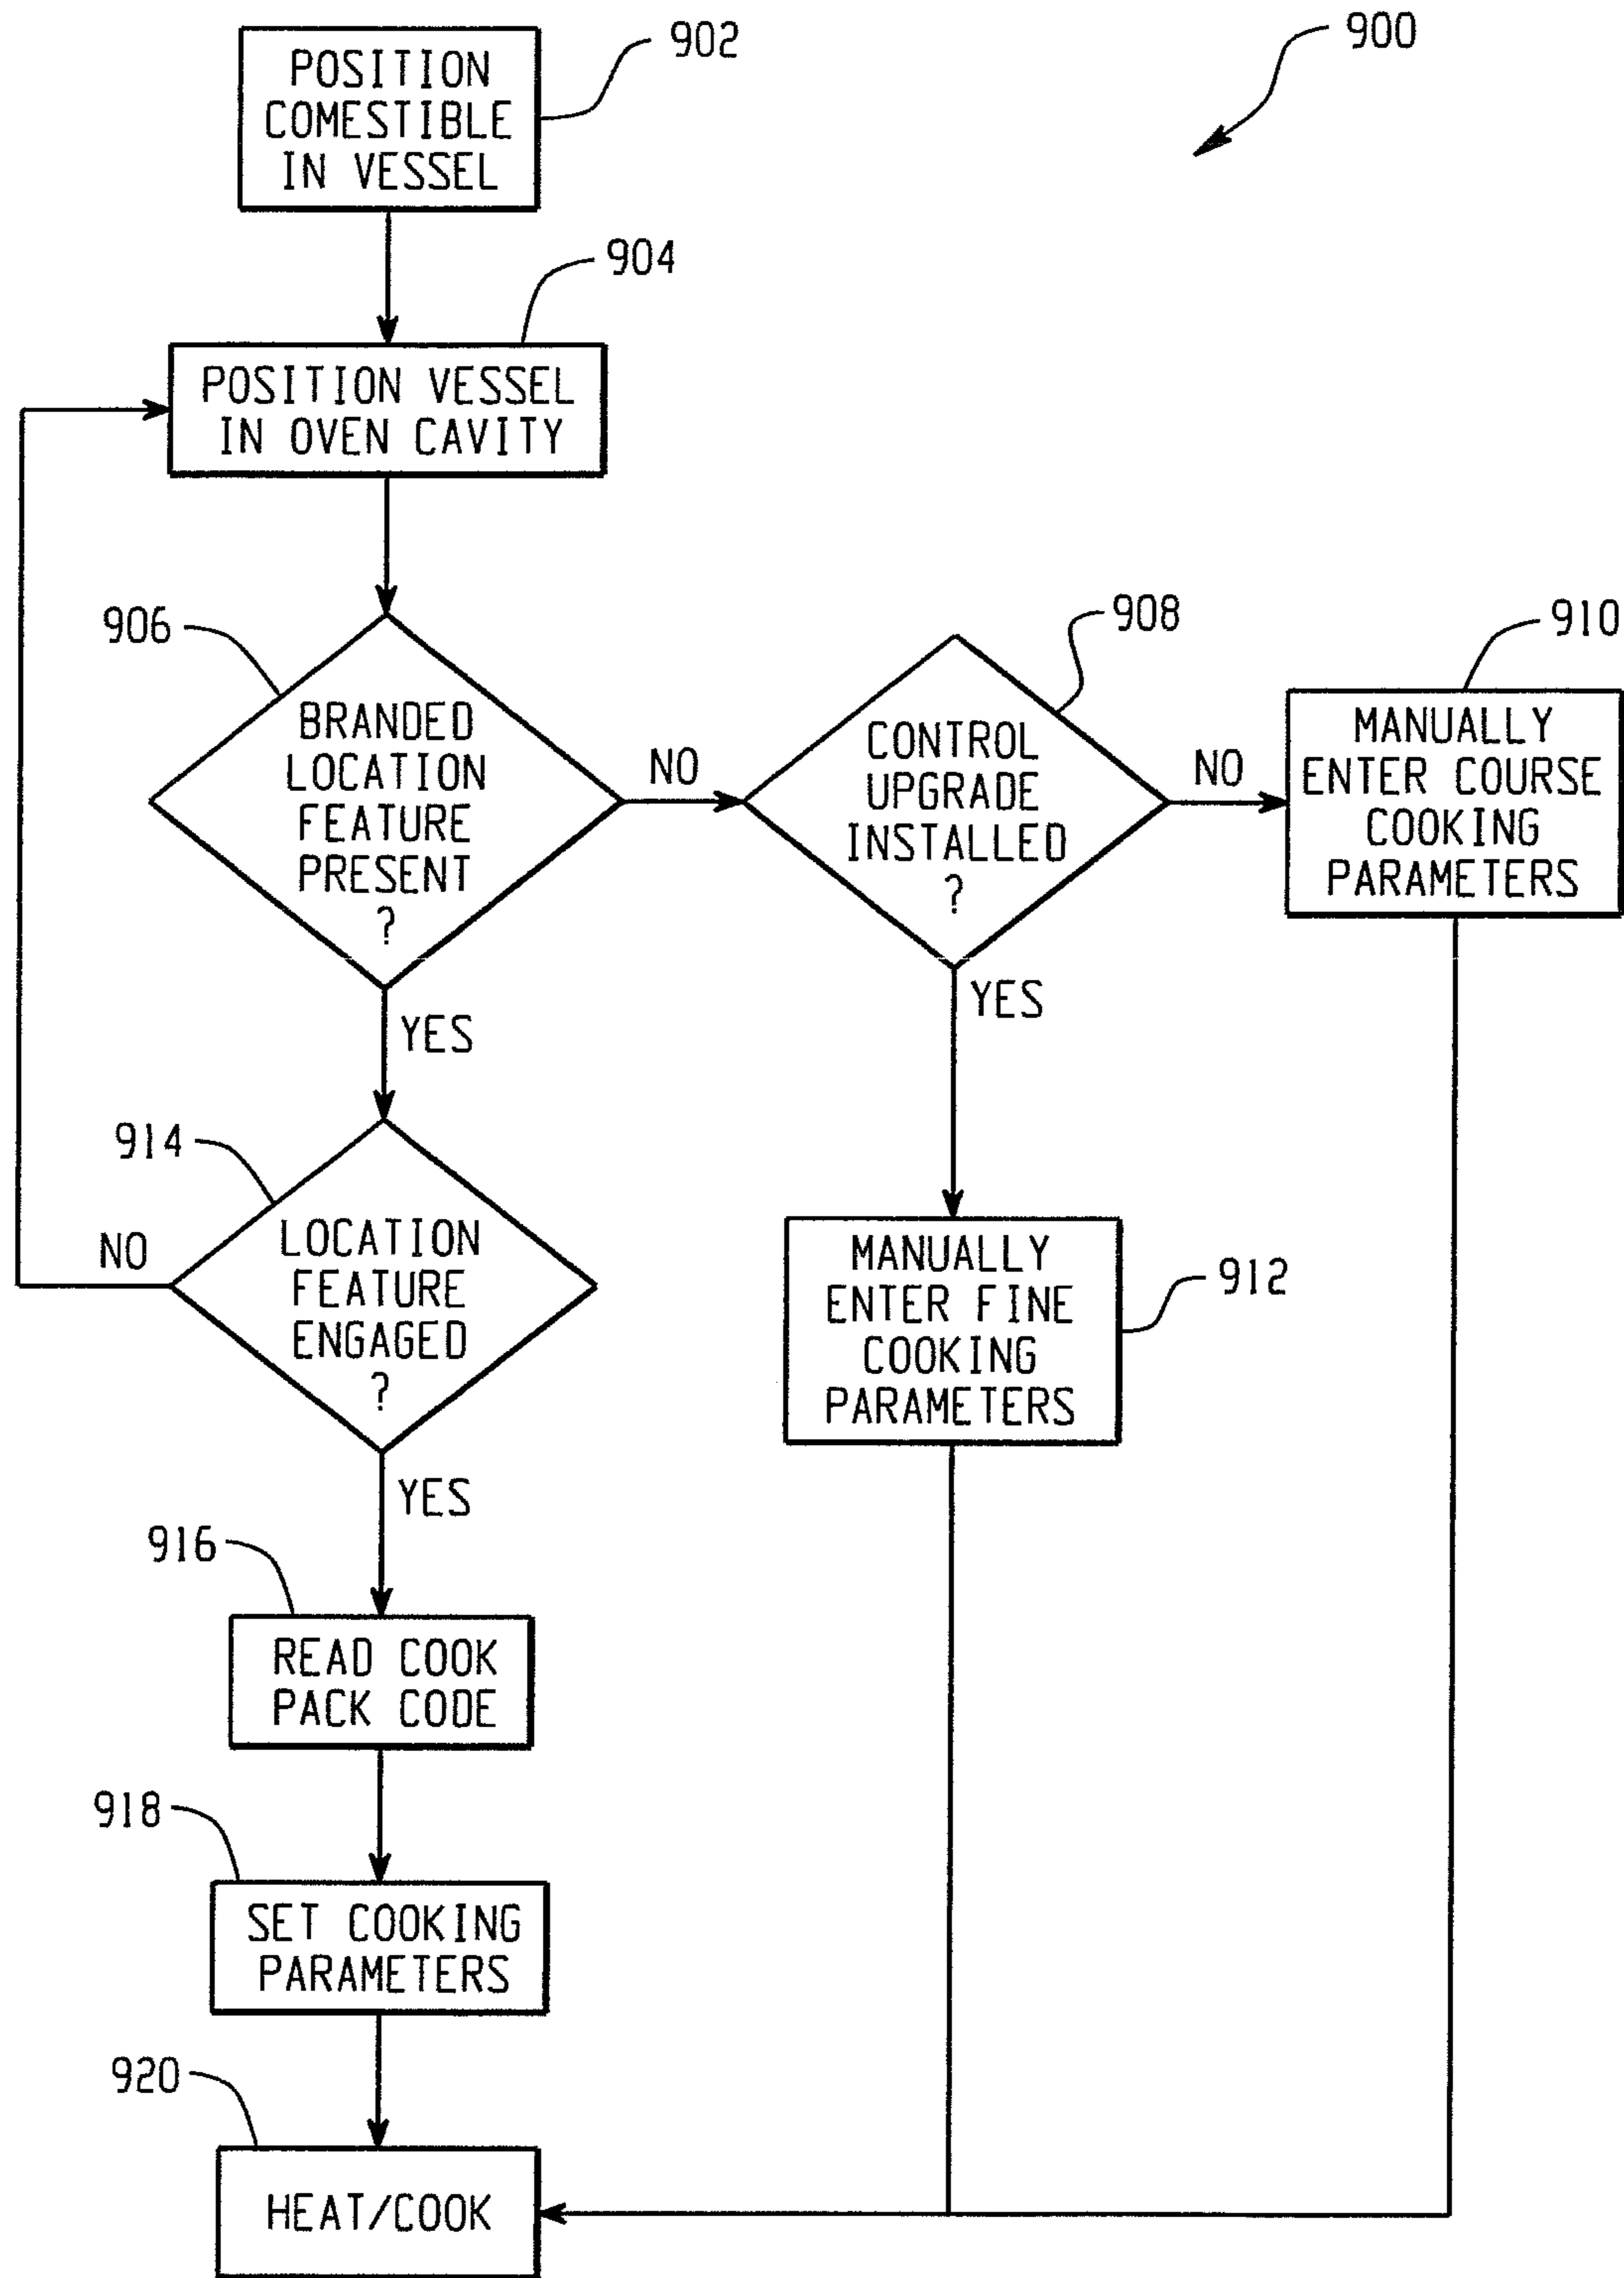 900
902
POSITION
COMESTIBLE
IN VESSEL
904
POSITION VESSEL
IN OVEN CAVITY
906
BRANDED
LOCATION
FEATURE
PRESENT
?
NO
YES
908
CONTROL
UPGRADE
INSTALLED
?
NO
YES
910
MANUALLY
ENTER COURSE
COOKING
PARAMETERS
912
MANUALLY
ENTER FINE
COOKING
PARAMETERS
914
LOCATION
FEATURE
ENGAGED
?
NO
YES
916
READ COOK
PACK CODE
918
SET COOKING
PARAMETERS
920
HEAT/COOK